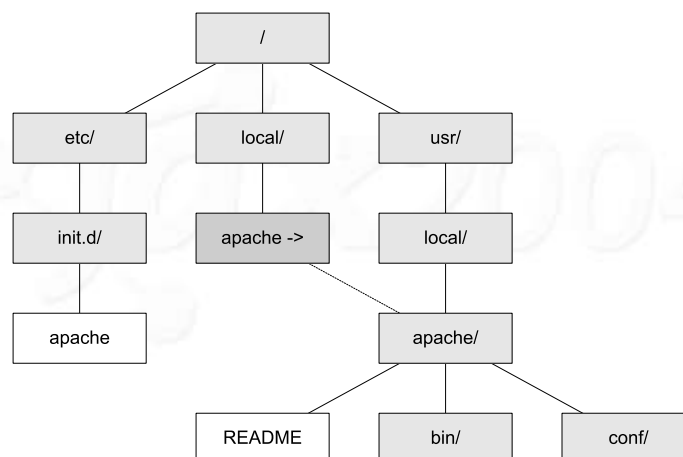 /
etc/
local/
usr/
init.d/
apache ->
local/
apache
apache/
README
bin/
conf/